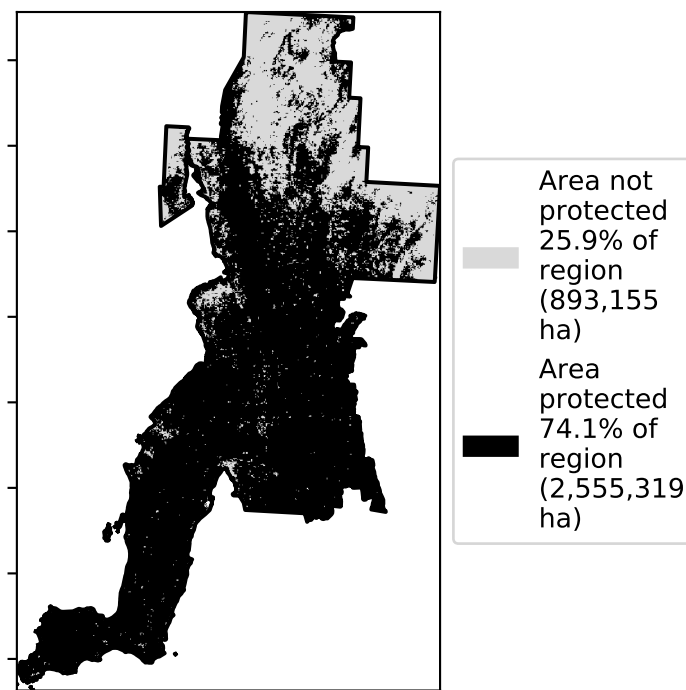 Area not
protected
25.9% of
region
(893,155
ha)
Area
protected
74.1% of
region
(2,555,319
ha)